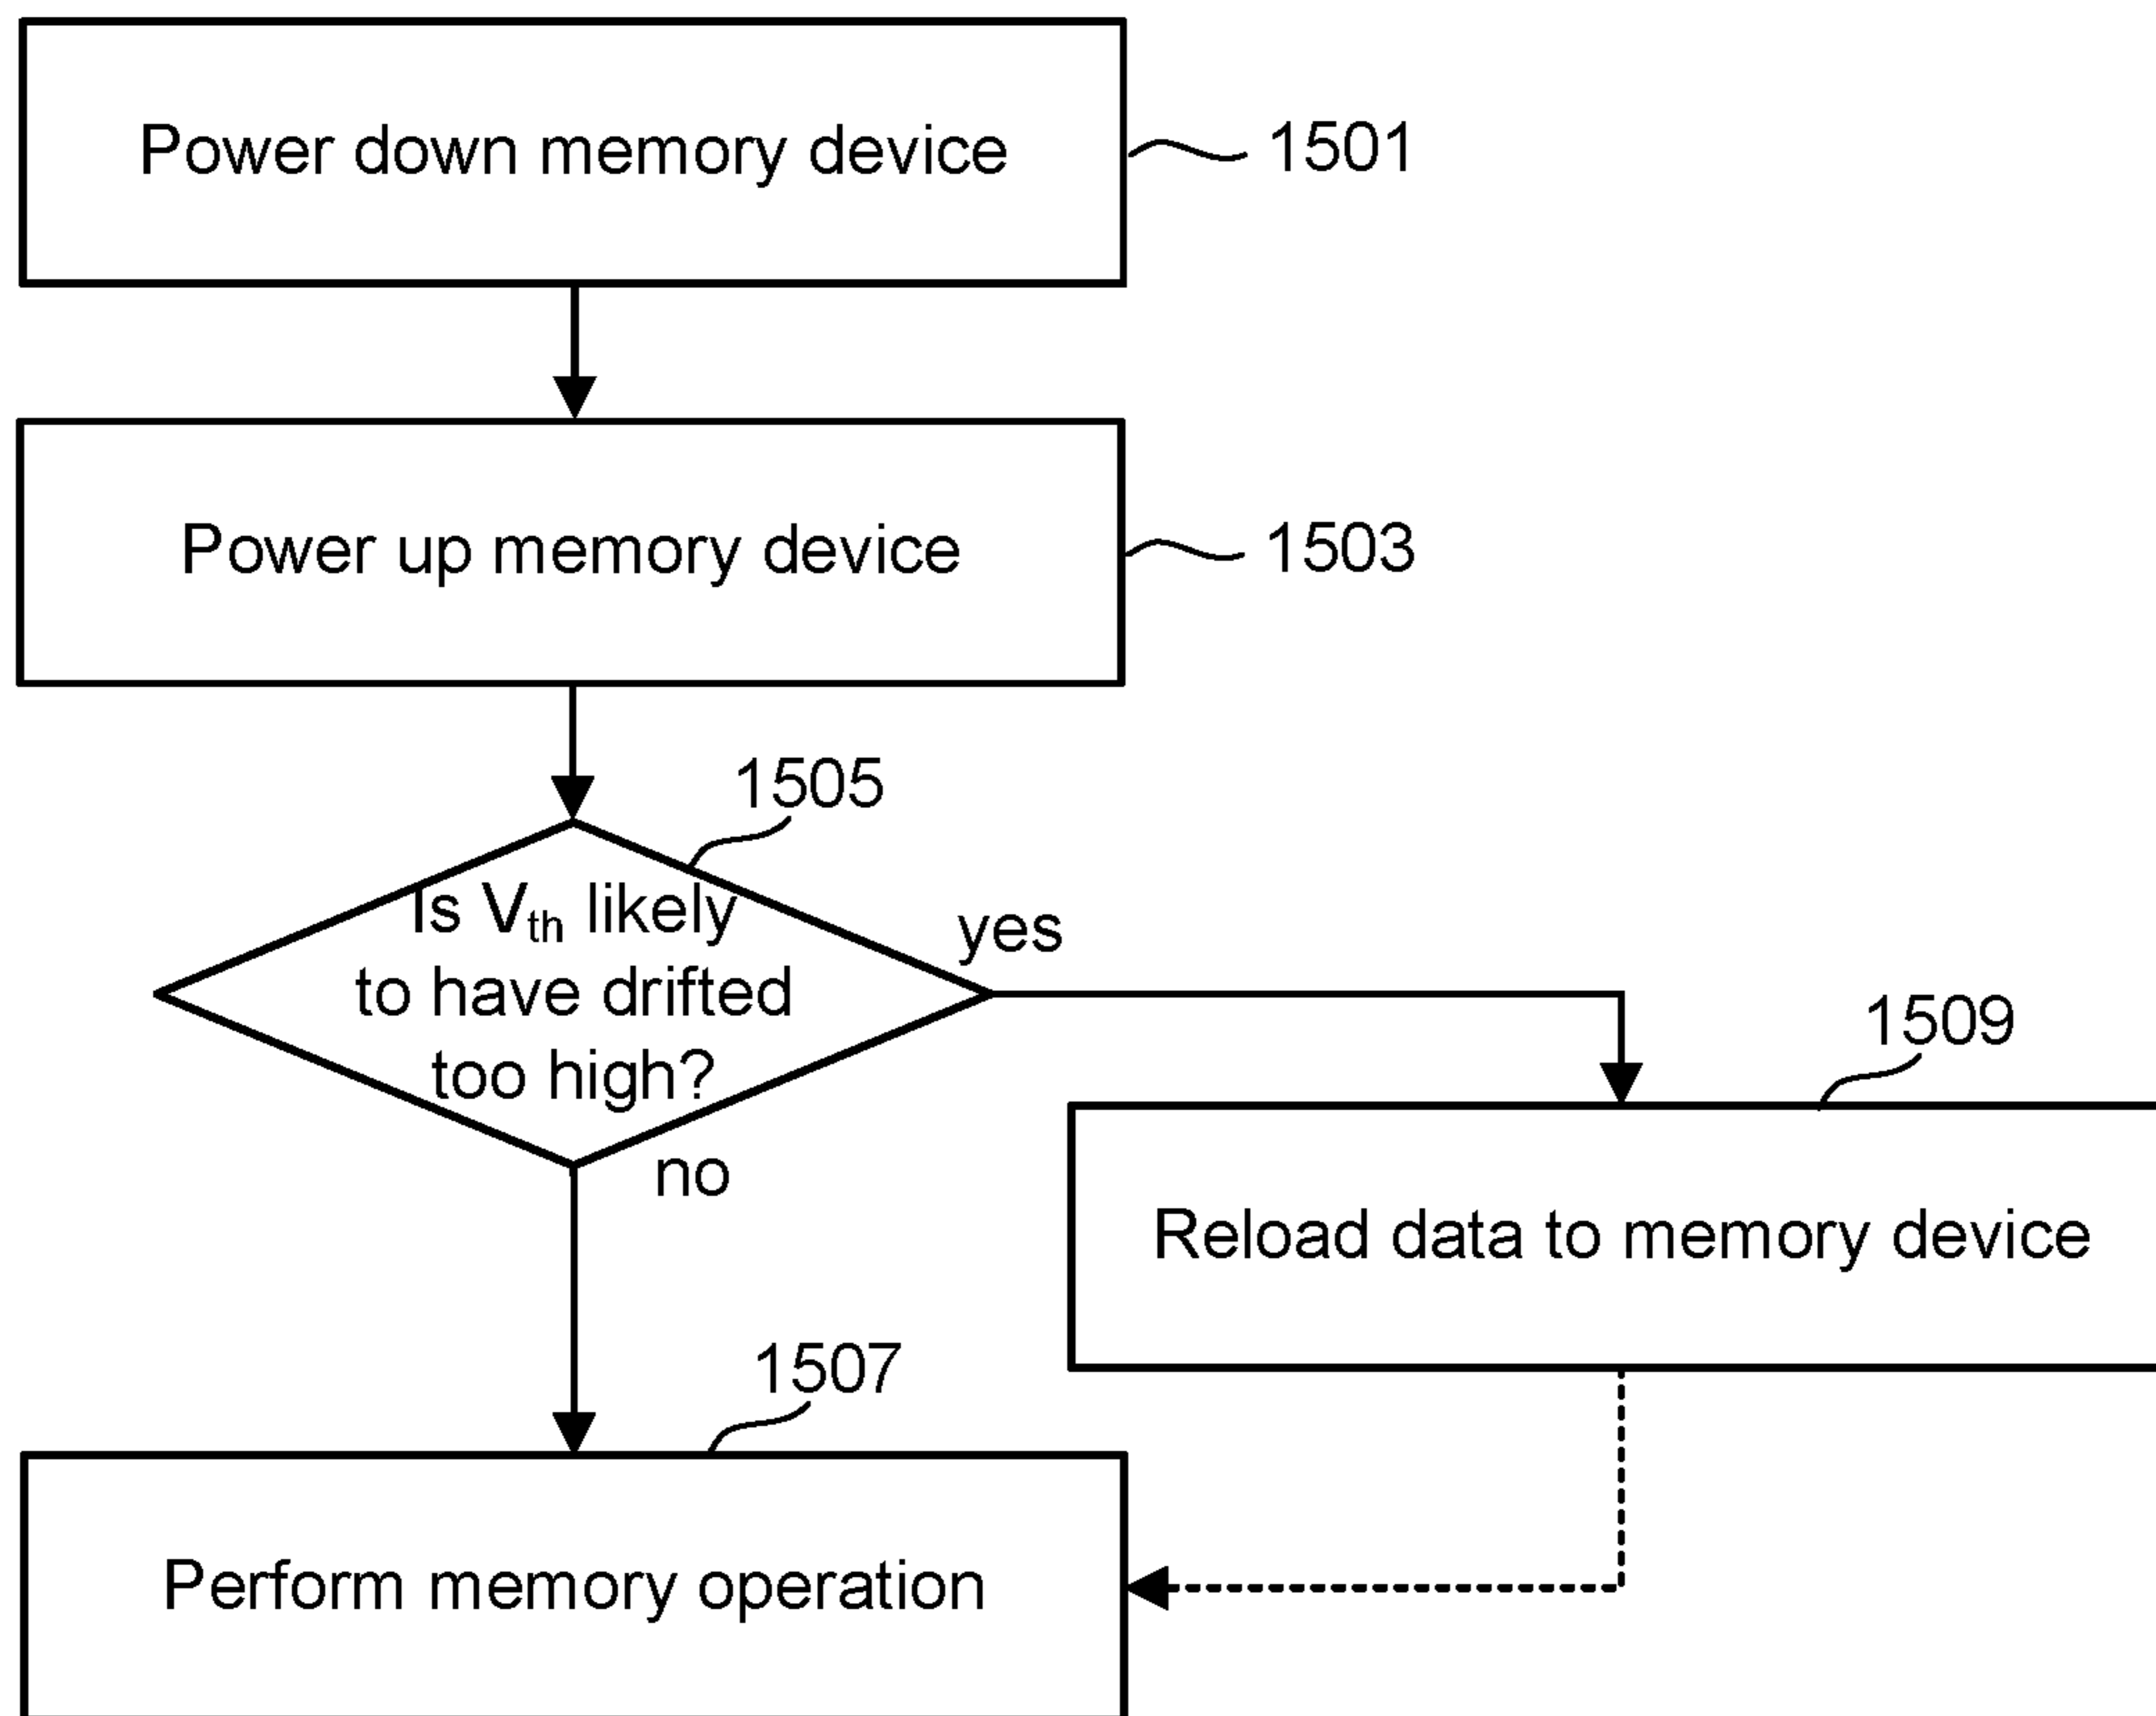 Power down memory device
1501
Power up memory device
1503
1505
Is Vth likely
to have drifted
too high?
yes
no
1509
Reload data to memory device
1507
Perform memory operation